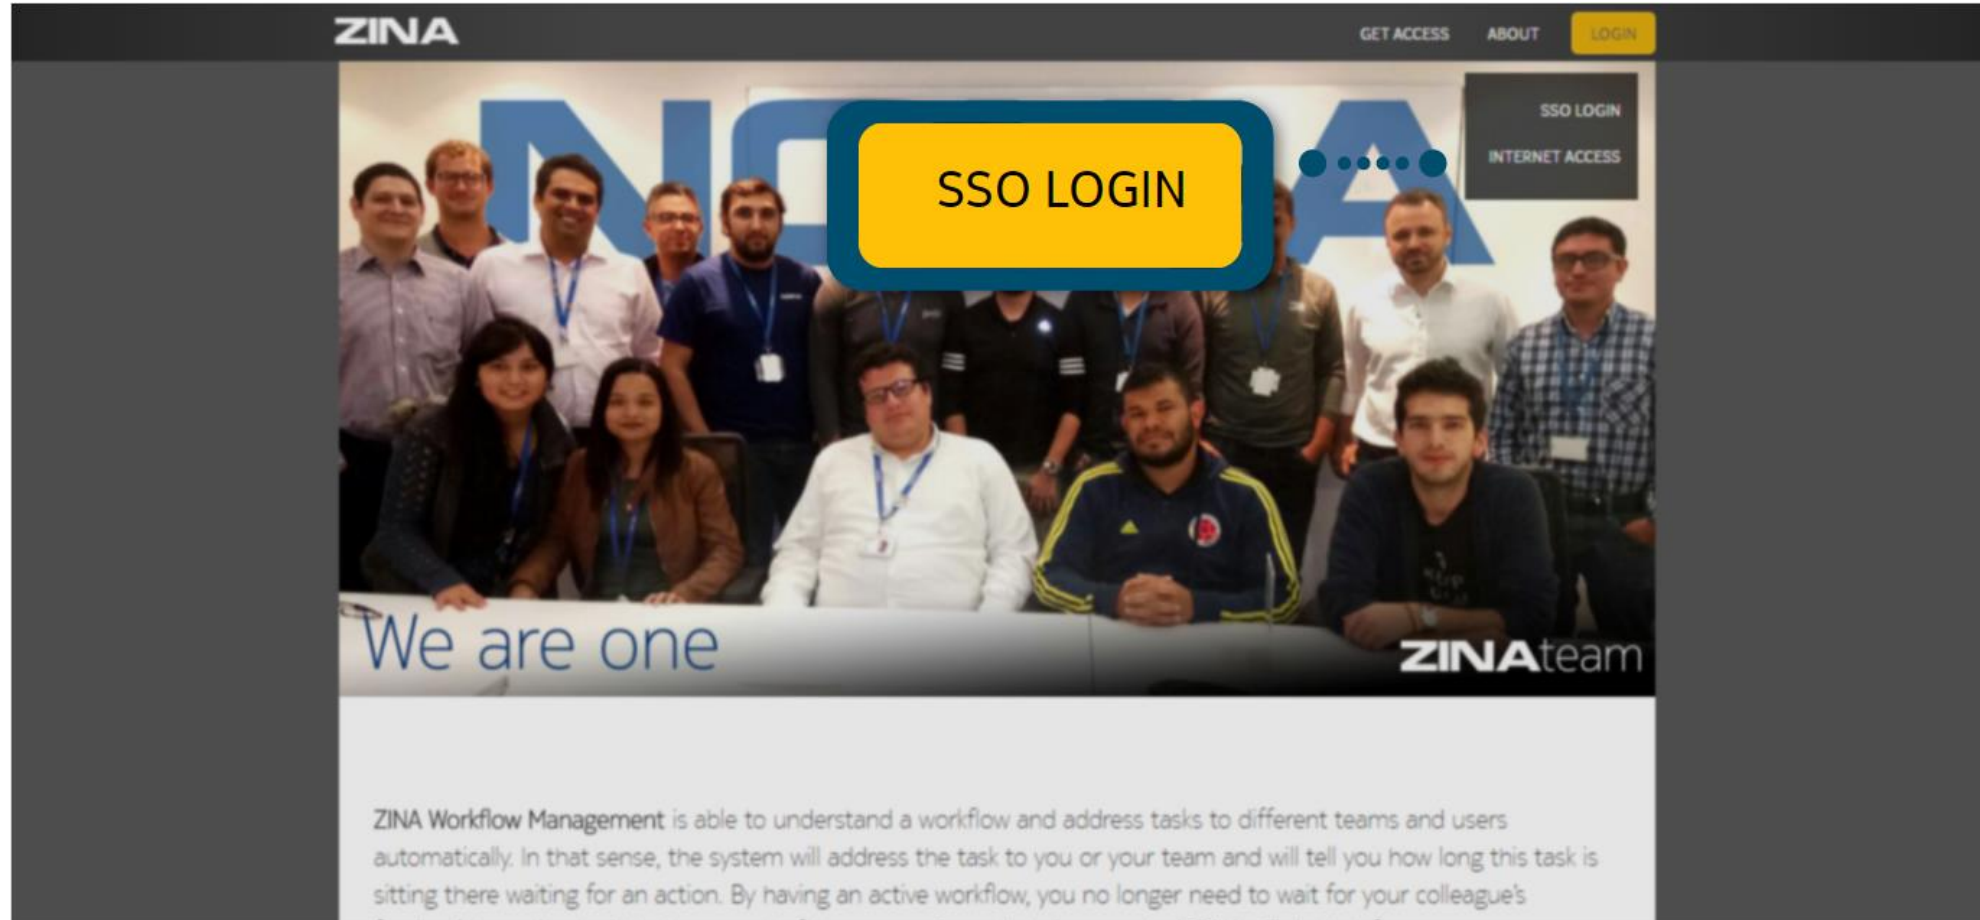 ZINA
GET ACCESS
ABOUT
LOGIN
SSO LOGIN
INTERNET ACCESS
SSO LOGIN
We are one
ZINAteam
ZINA Workflow Management is able to understand a workflow and address tasks to different teams and users
automatically. In that sense, the system will address the task to you or your team and will tell you how long this task is
sitting there waiting for an action. By having an active workflow, you no longer need to wait for your colleague's